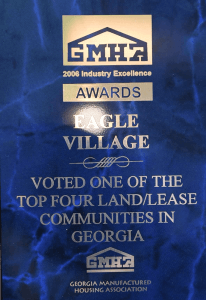 GMHA
2006 Industry Excellence
AWARDS
EAGLE
VILLAGE
VOTED ONE OF THE
TOP FOUR LAND/LEASE
COMMUNITIES IN
GEORGIA
GMHA
GEORGIA MANUFACTURED
HOUSING ASSOCIATION